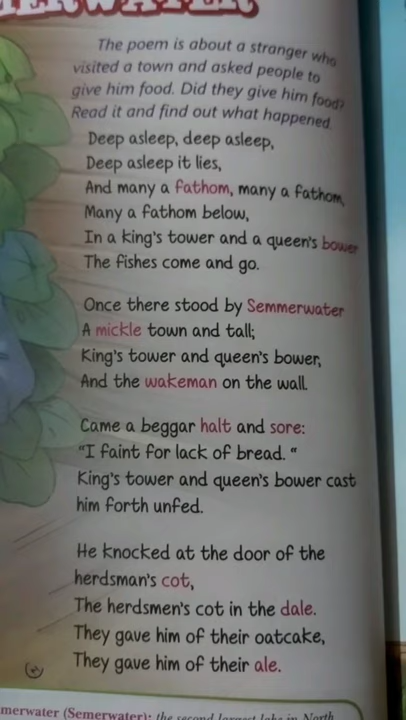 The poem is about a stranger who
visited a town and asked people to
give him food. Did they give him food?
Read it and find out what happened.
Deep asleep, deep asleep,
Deep asleep it lies,
And many a fathom, many a fathom,
Many a fathom below,
In a king's tower and a queen's bower
The fishes come and go.
Once there stood by Semmerwater
A mickle town and tall;
King's tower and queen's bower,
And the wakeman on the wall.
Came a beggar halt and sore:
"I faint for lack of bread. "
King's tower and queen's bower cast
him forth unfed.
He knocked at the door of the
herdsman's cot,
The herdsmen's cot in the dale.
They gave him of their oatcake,
They gave him of their ale.
merwater (Semerwater): the second largest lake in North